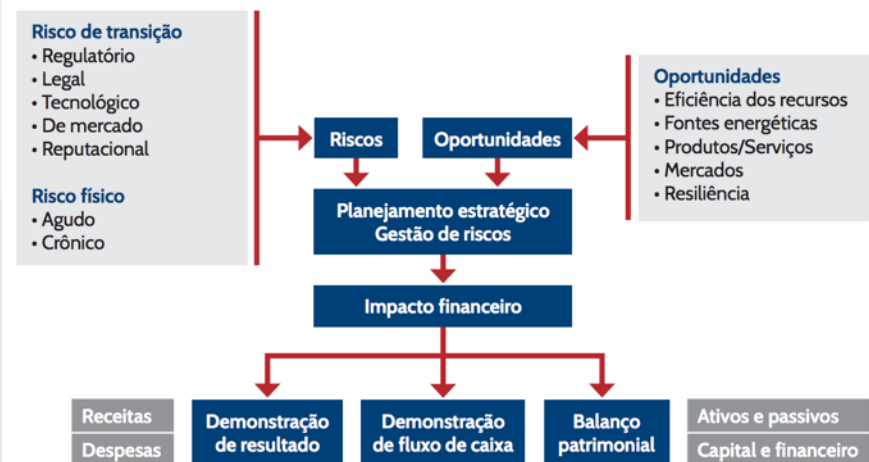 Risco de transição
• Regulatório
• Legal
• Tecnológico
• De mercado
• Reputacional
Risco físico
• Agudo
• Crônico
Riscos
Oportunidades
Oportunidades
• Eficiência dos recursos
• Fontes energéticas
• Produtos/Serviços
• Mercados
• Resiliência
Planejamento estratégico
Gestão de riscos
Impacto financeiro
Receitas
Despesas
Demonstração
de resultado
Demonstração
de fluxo de caixa
Balanço
patrimonial
Ativos e passivos
Capital e financeiro